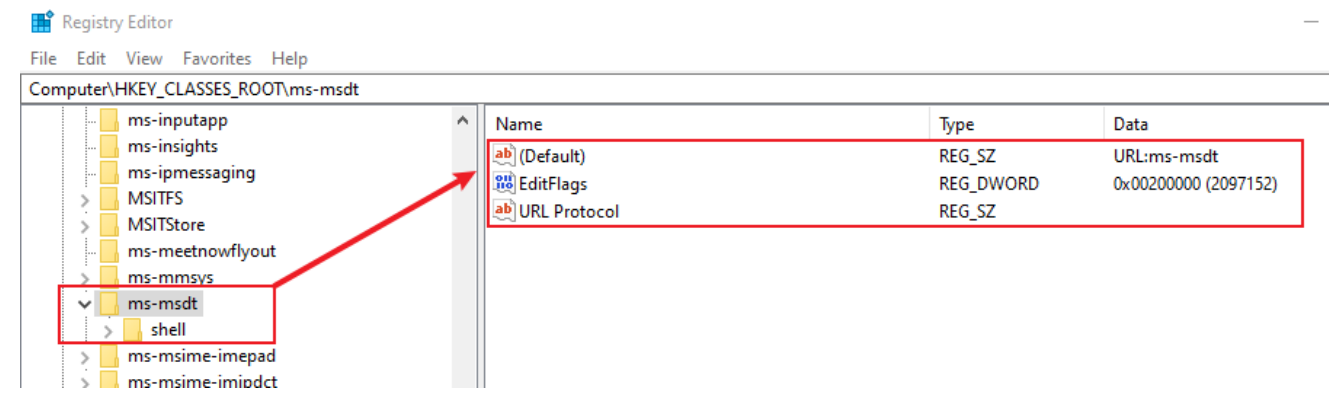 Registry Editor
File Edit View Favorites Help
Computer\HKEY_CLASSES_ROOT\ms-msdt
ms-inputapp
ms-insights
ms-ipmessaging
MSITFS
MSITStore
ms-meetnowflyout
ms-mmsys
ms-msdt
shell
ms-msime-imepad
ms-msime-imipdct
Name Type Data
(Default) REG_SZ URL:ms-msdt
EditFlags REG_DWORD 0x00200000 (2097152)
URL Protocol REG_SZ